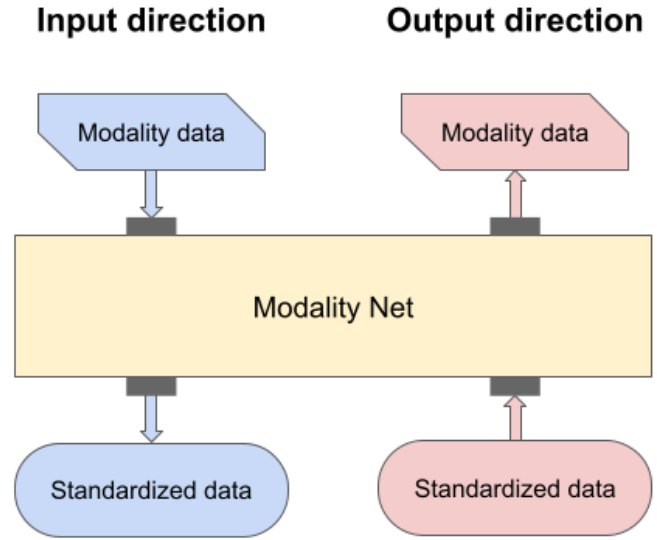 Input direction
Output direction
Modality data
Modality data
Modality Net
Standardized data
Standardized data